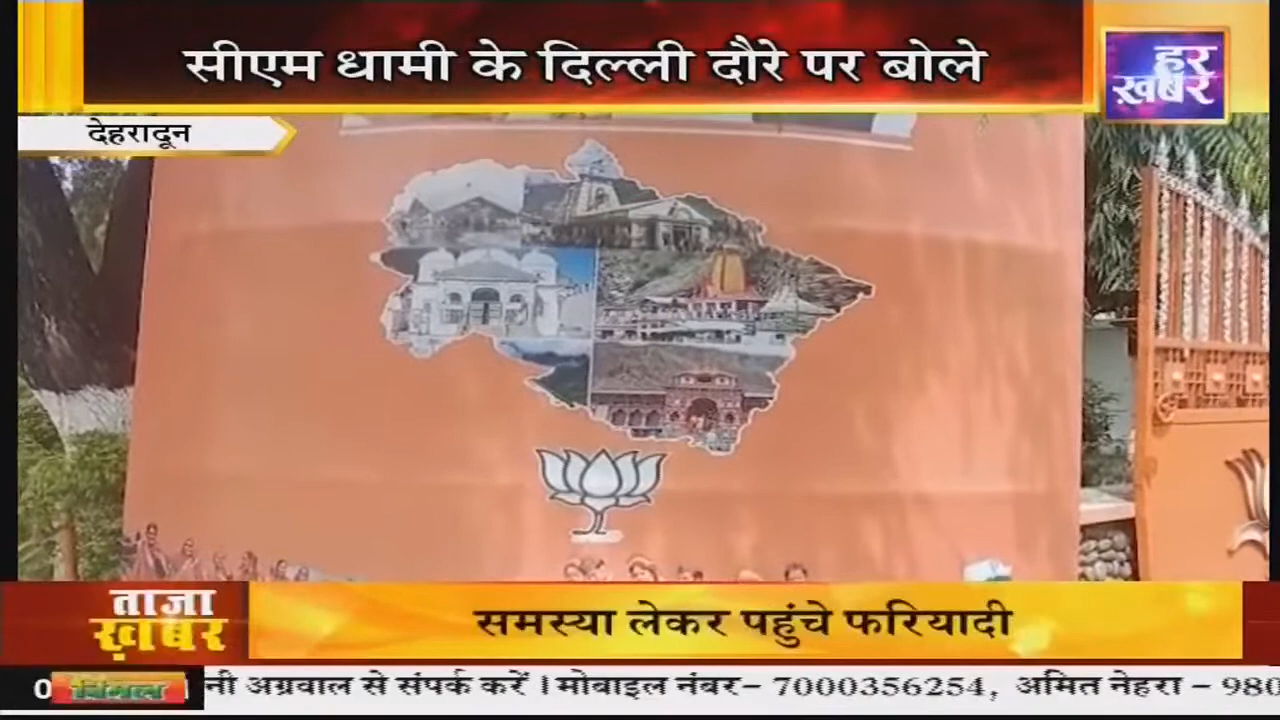 सीएम धामी के दिल्ली दौरे पर बोले
हर
ख़बर
देहरादून
ताजा
ख़बर
समस्या लेकर पहुंचे फरियादी
नी अग्रवाल से संपर्क करें । मोबाइल नंबर– 7000356254, अमित नेहरा – 980